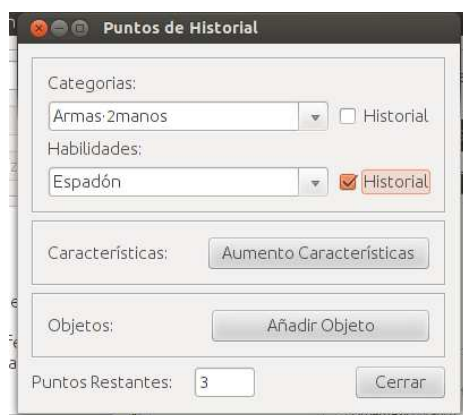 Puntos de Historial
Categorias:
Armas·2manos
Historial
Habilidades:
Espadón
Historial
Características:
Aumento Características
Objetos:
Añadir Objeto
Puntos Restantes:
3
Cerrar